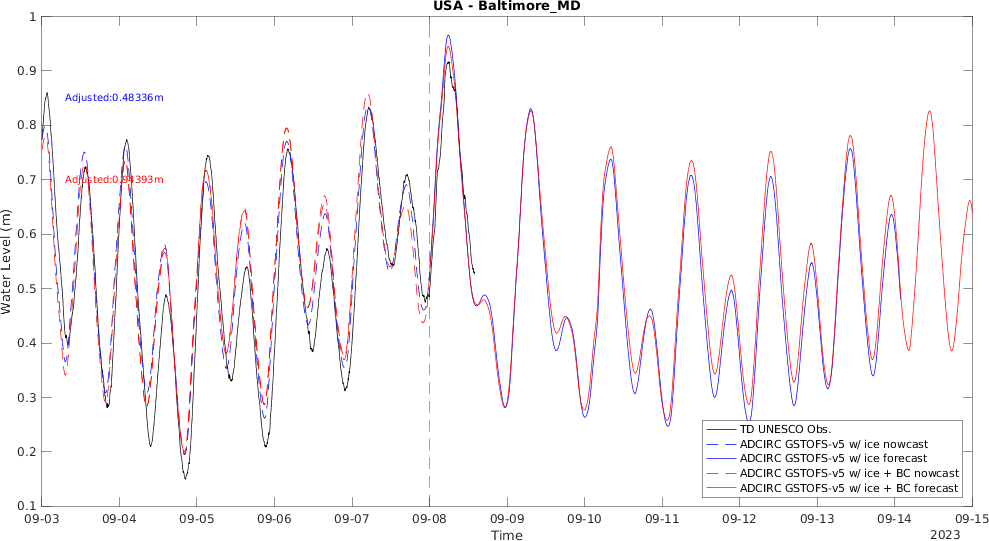 USA - Baltimore_MD
1
0.9
0.8
0.7
0.6
0.5
0.4
0.3
0.2
0.1
Water Level (m)
Adjusted:0.48336m
Adjusted:0.94393m
TD UNESCO Obs.
ADCIRC GSTOFS-v5 w/ ice nowcast
ADCIRC GSTOFS-v5 w/ ice forecast
ADCIRC GSTOFS-v5 w/ ice + BC nowcast
ADCIRC GSTOFS-v5 w/ ice + BC forecast
09-03 09-04 09-05 09-06 09-07 09-08 09-09 09-10 09-11 09-12 09-13 09-14 09-15
Time
2023